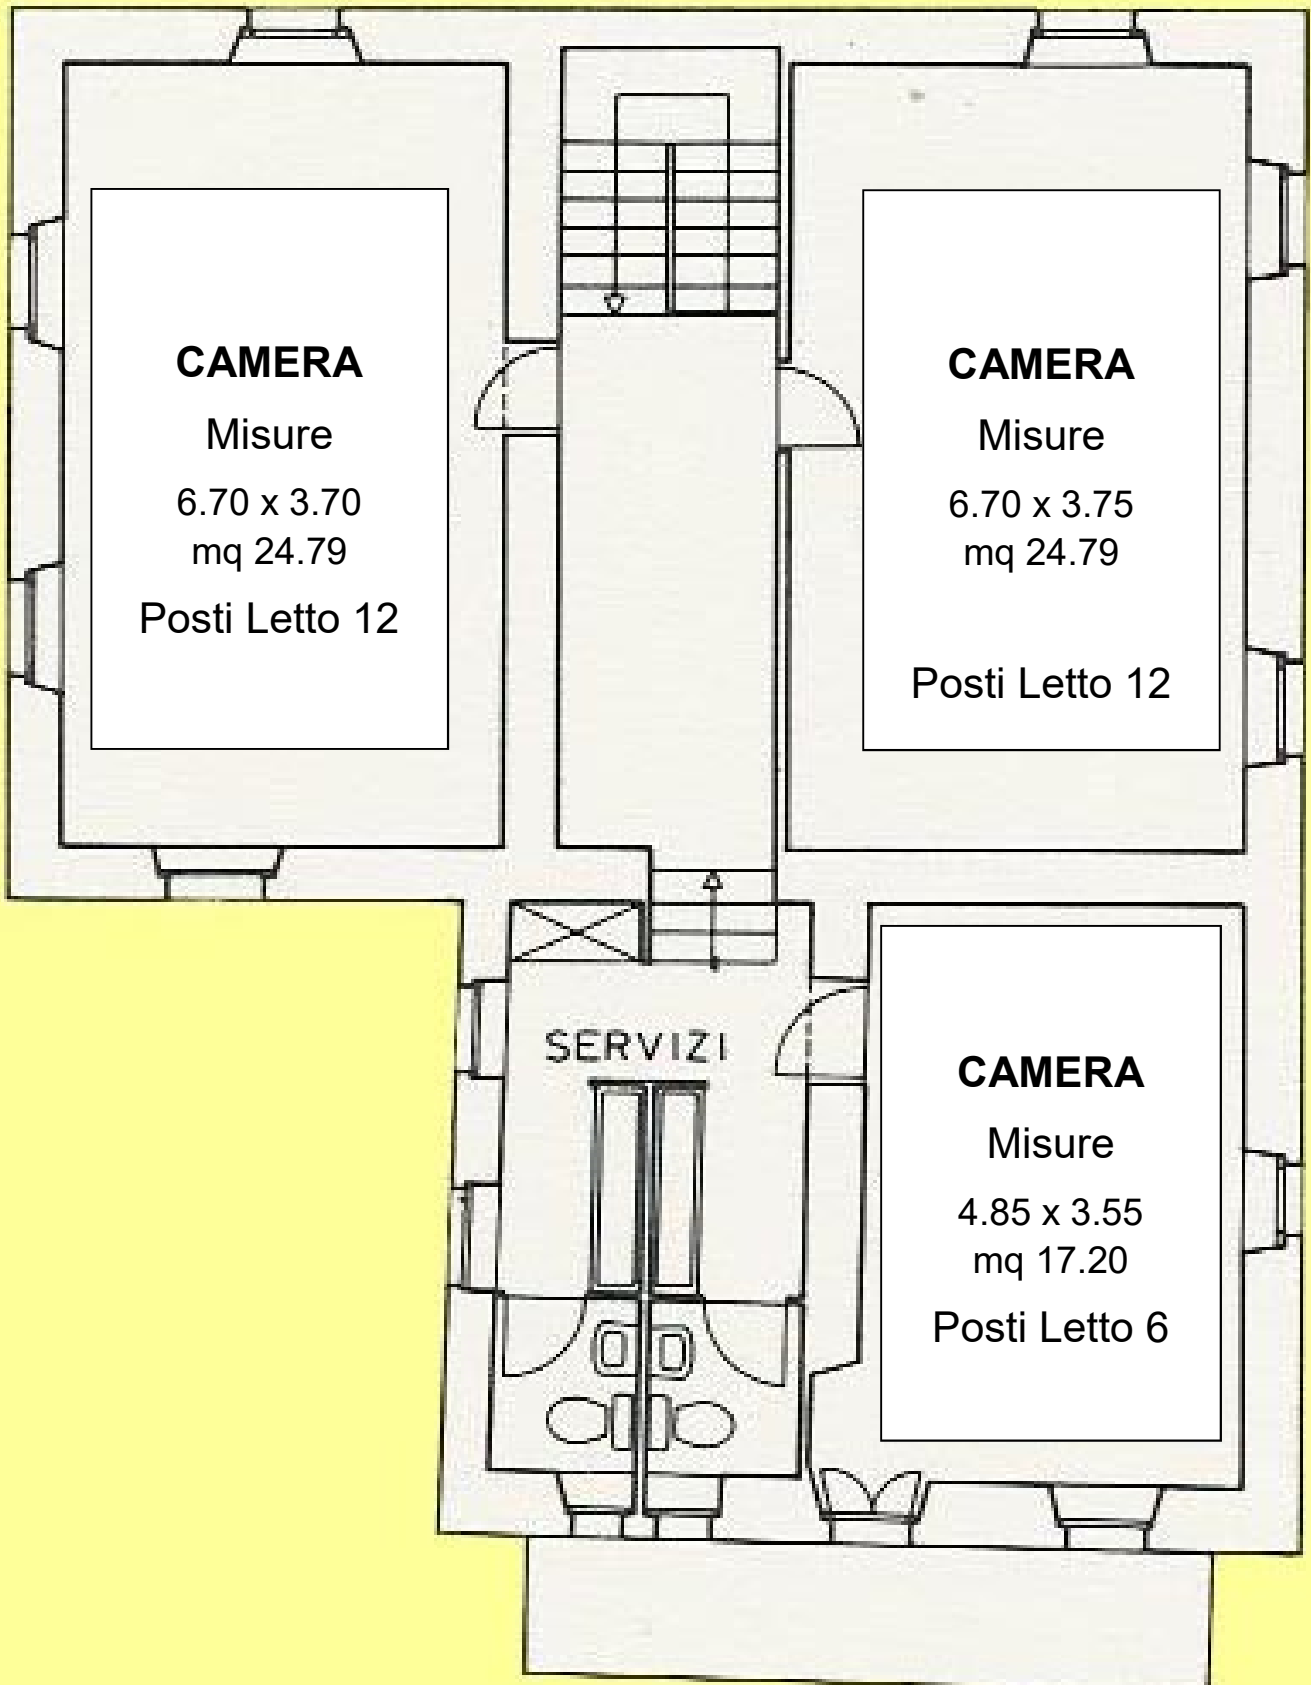 CAMERA
Misure
6.70 x 3.70
mq 24.79
Posti Letto 12
CAMERA
Misure
6.70 x 3.75
mq 24.79
Posti Letto 12
SERVIZI
CAMERA
Misure
4.85 x 3.55
mq 17.20
Posti Letto 6